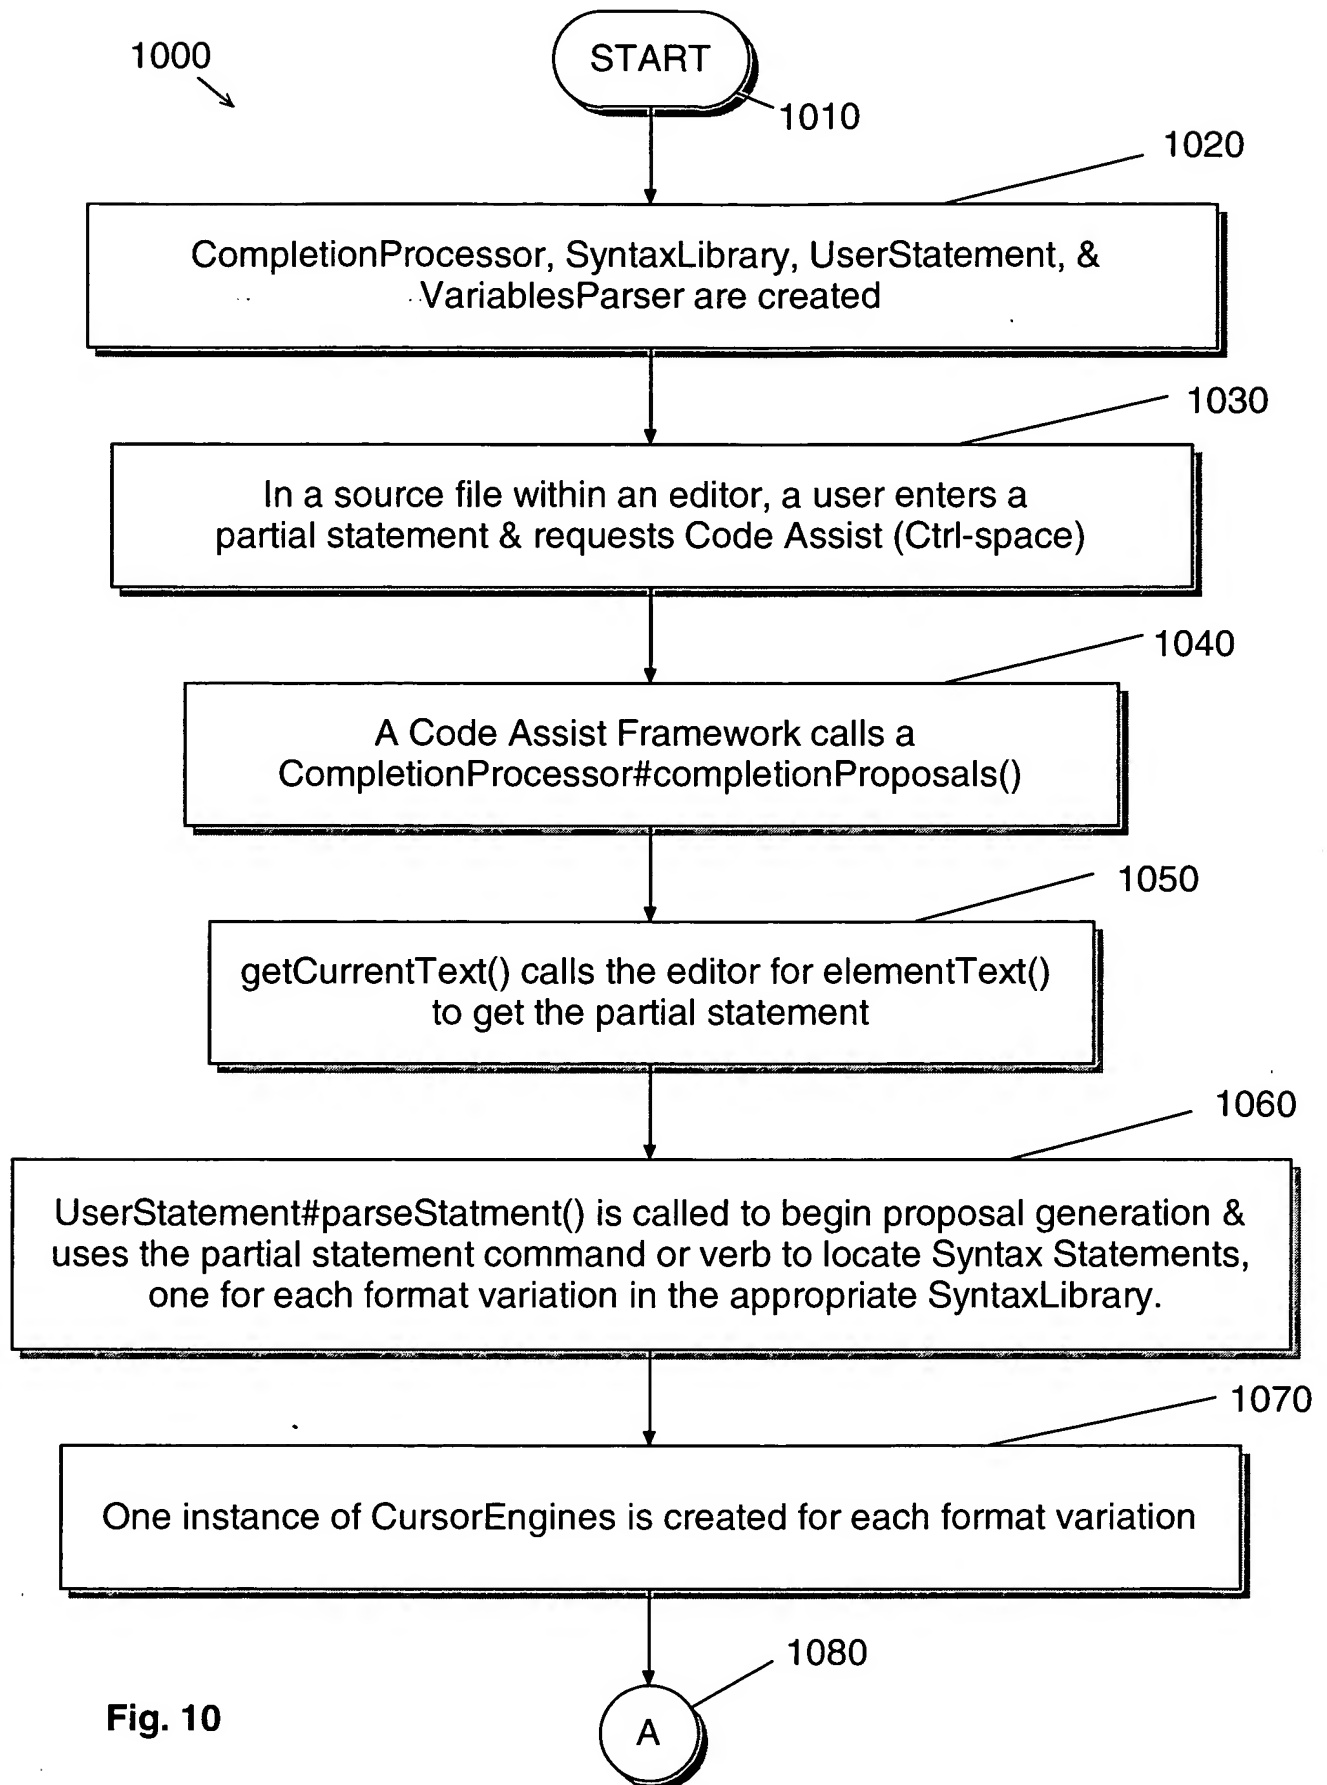 1000
START
1010
1020
CompletionProcessor, SyntaxLibrary, UserStatement, &
VariablesParser are created
1030
In a source file within an editor, a user enters a
partial statement & requests Code Assist (Ctrl-space)
1040
A Code Assist Framework calls a
CompletionProcessor#completionProposals()
1050
getCurrentText() calls the editor for elementText()
to get the partial statement
1060
UserStatement#parseStatment() is called to begin proposal generation &
uses the partial statement command or verb to locate Syntax Statements,
one for each format variation in the appropriate SyntaxLibrary.
1070
One instance of CursorEngines is created for each format variation
1080
A
Fig. 10